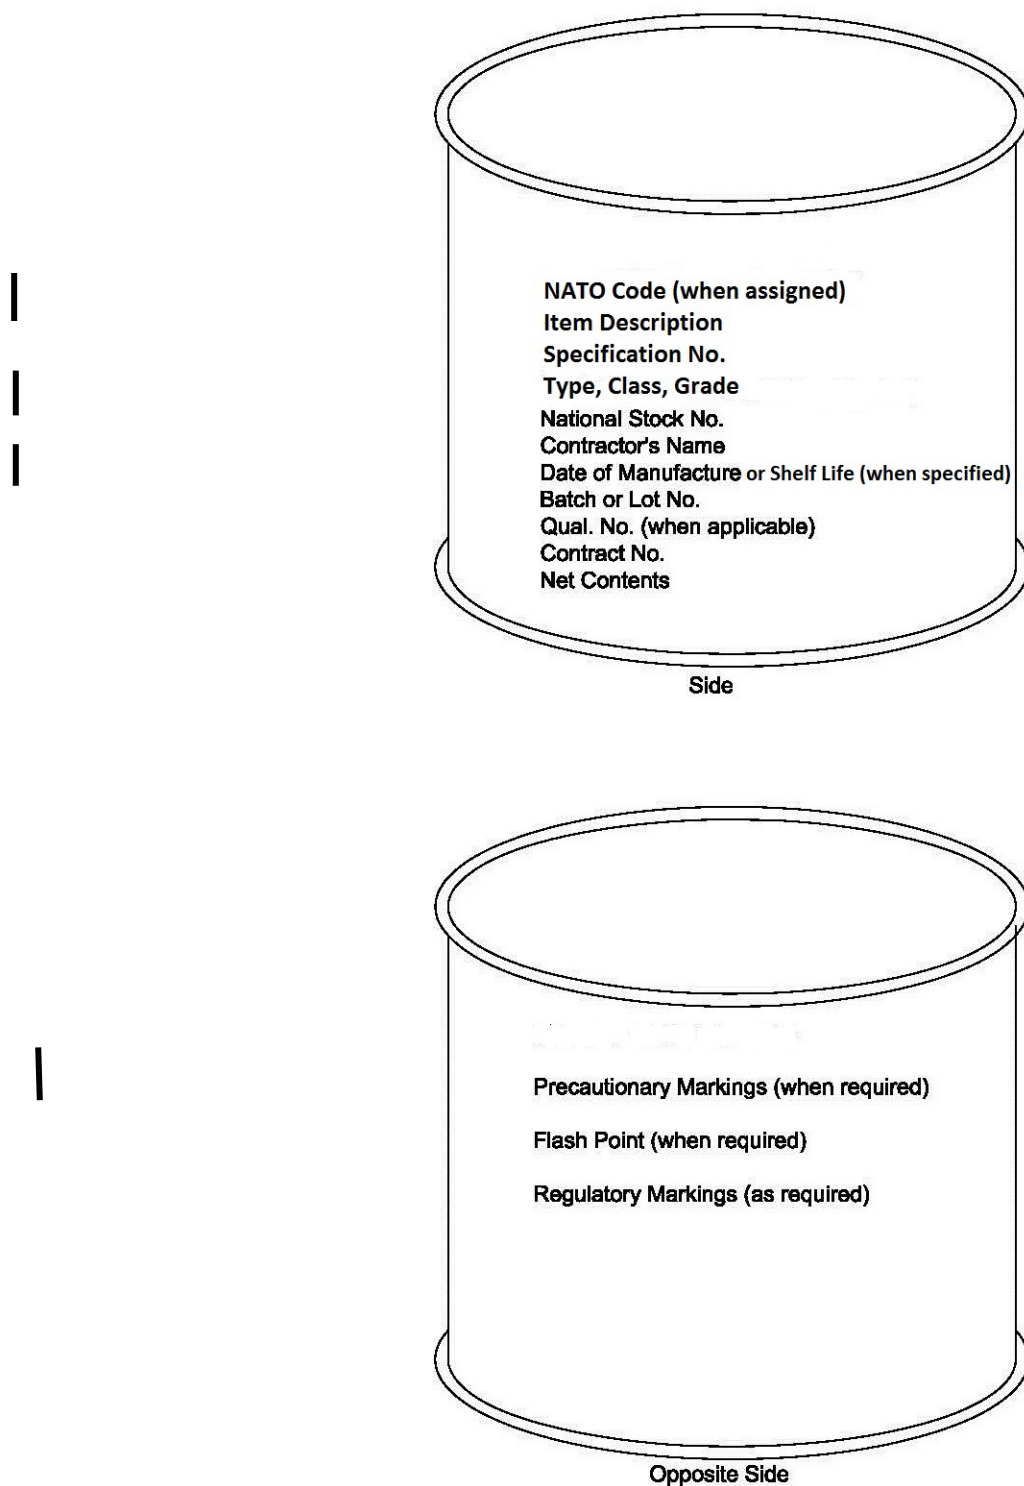 NATO Code (when assigned)
Item Description
Specification No.
Type, Class, Grade
National Stock No.
Contractor's Name
Date of Manufacture or Shelf Life (when specified)
Batch or Lot No.
Qual. No. (when applicable)
Contract No.
Net Contents
Side
Precautionary Markings (when required)
Flash Point (when required)
Regulatory Markings (as required)
Opposite Side